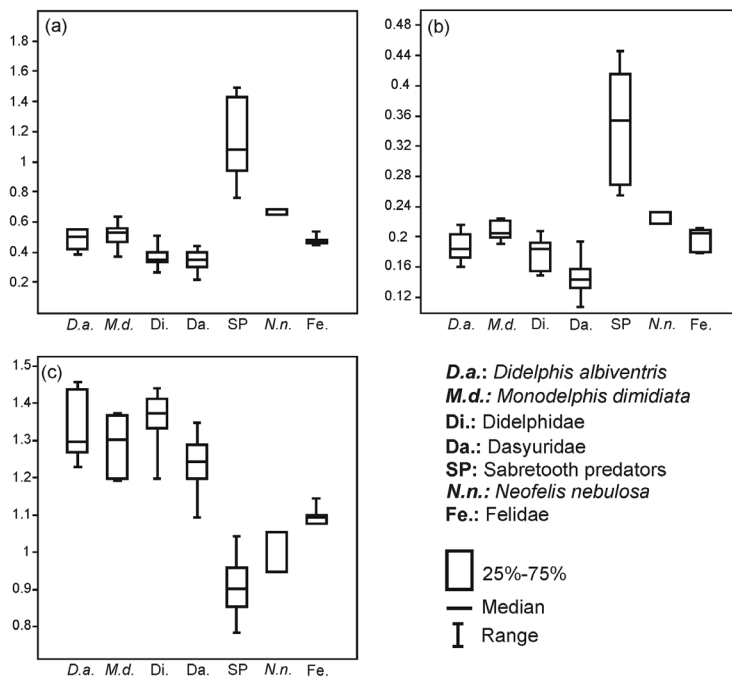 (a)
1.8
1.6
1.4
1.2
1
0.8
0.6
0.4
0.2
D.a. M.d. Di. Da. SP N.n. Fe.
(b)
0.48
0.44
0.4
0.36
0.32
0.28
0.24
0.2
0.16
0.12
D.a. M.d. Di. Da. SP N.n. Fe.
(c)
1.5
1.4
1.3
1.2
1.1
1
0.9
0.8
D.a. M.d. Di. Da. SP N.n. Fe.
D.a.: Didelphis albiventris
M.d.: Monodelphis dimidiata
Di.: Didelphidae
Da.: Dasyuridae
SP: Sabretooth predators
N.n.: Neofelis nebulosa
Fe.: Felidae
25%-75%
Median
Range